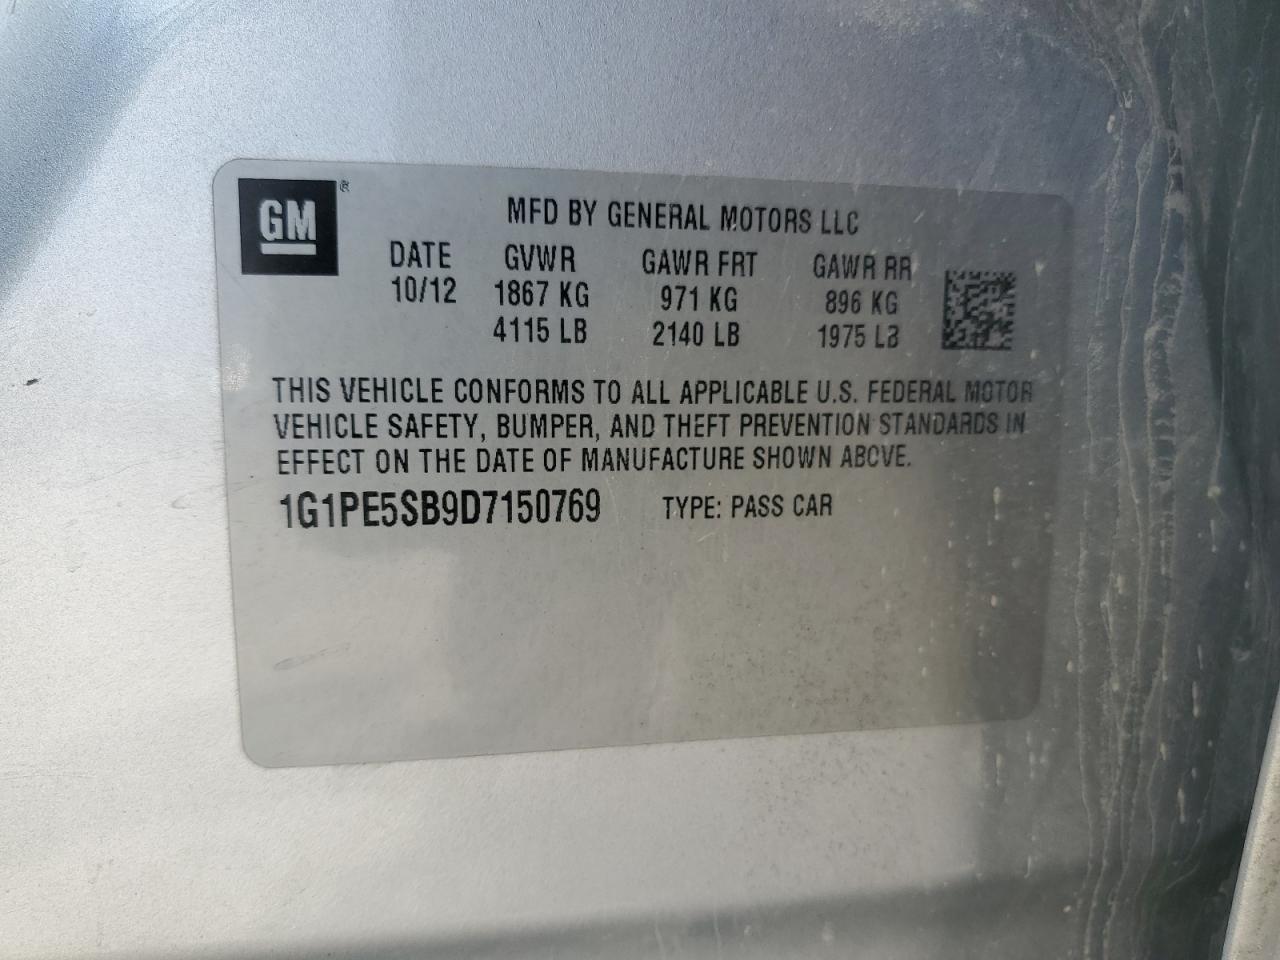 GM ®
MFD BY GENERAL MOTORS LLC
DATE GVWR GAWR FRT GAWR RR
10/12 1867 KG 971 KG 896 KG
4115 LB 2140 LB 1975 LB
THIS VEHICLE CONFORMS TO ALL APPLICABLE U.S. FEDERAL MOTOR
VEHICLE SAFETY, BUMPER, AND THEFT PREVENTION STANDARDS IN
EFFECT ON THE DATE OF MANUFACTURE SHOWN ABOVE.
1G1PE5SB9D7150769 TYPE: PASS CAR